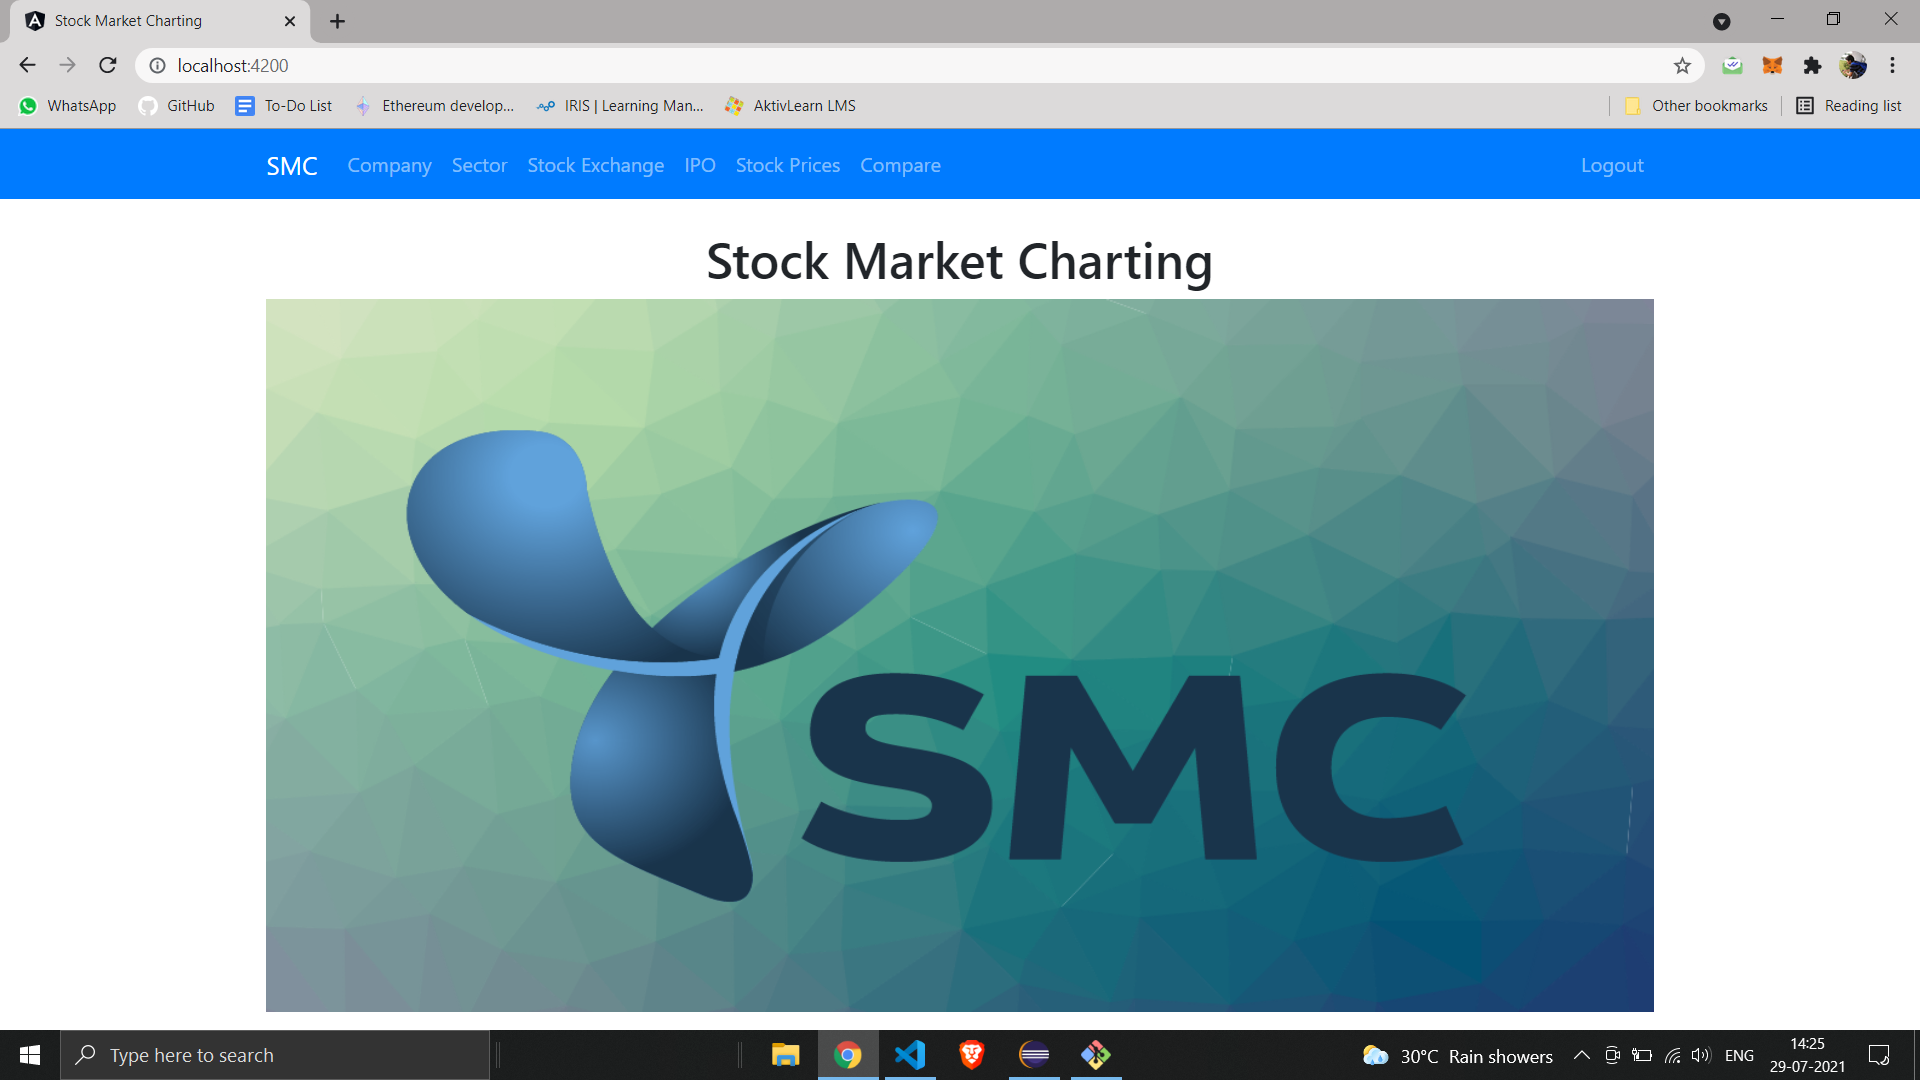 Stock Market Charting
localhost:4200
WhatsApp GitHub To-Do List Ethereum develop... IRIS | Learning Man... AktivLearn LMS Other bookmarks Reading list
SMC Company Sector Stock Exchange IPO Stock Prices Compare Logout
Stock Market Charting
SMC
Type here to search 30°C Rain showers ENG 14:25
29-07-2021